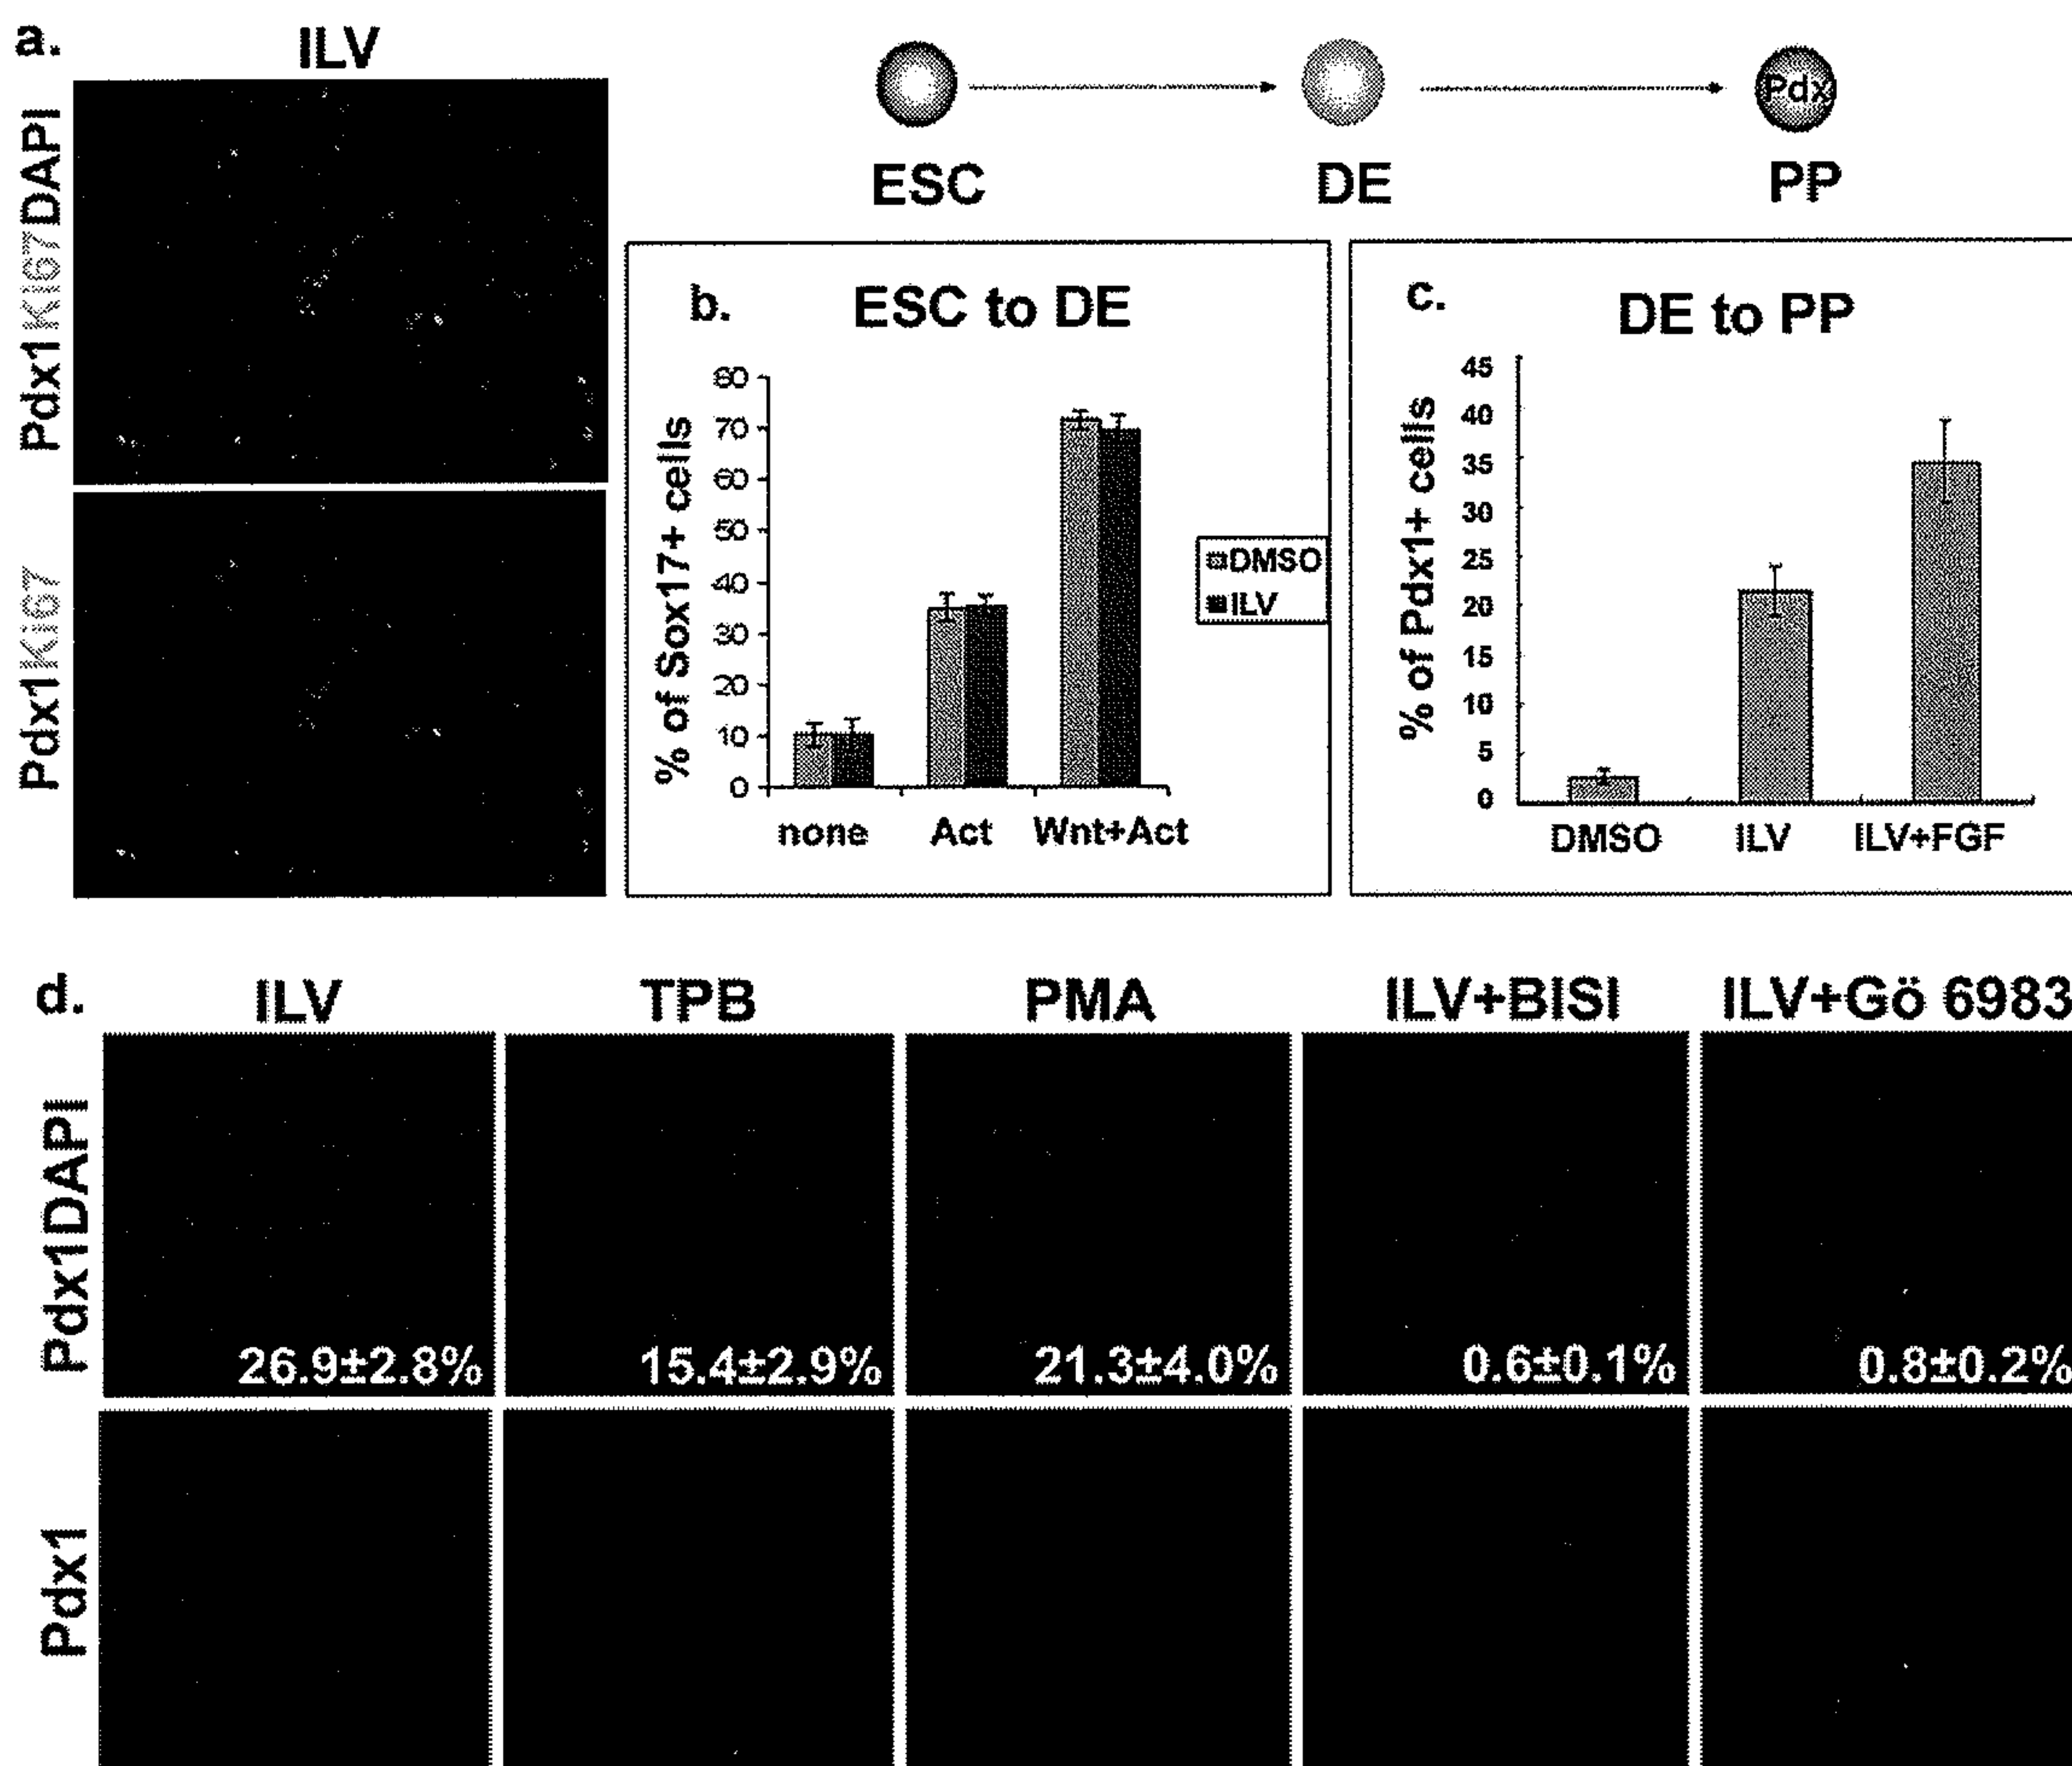 a.
ILV
Pdx1Ki67DAPI
Pdx1Ki67
ESC
DE
Pdx
PP
b.
ESC to DE
% of Sox17+ cells
80
70
60
50
40
30
20
10
0
none
Act
Wnt+Act
DMSO
ILV
c.
DE to PP
% of Pdx1+ cells
45
40
35
30
25
20
15
10
5
0
DMSO
ILV
ILV+FGF
d.
ILV
TPB
PMA
ILV+BISI
ILV+Gö 6983
Pdx1DAPI
26.9±2.8%
15.4±2.9%
21.3±4.0%
0.6±0.1%
0.8±0.2%
Pdx1